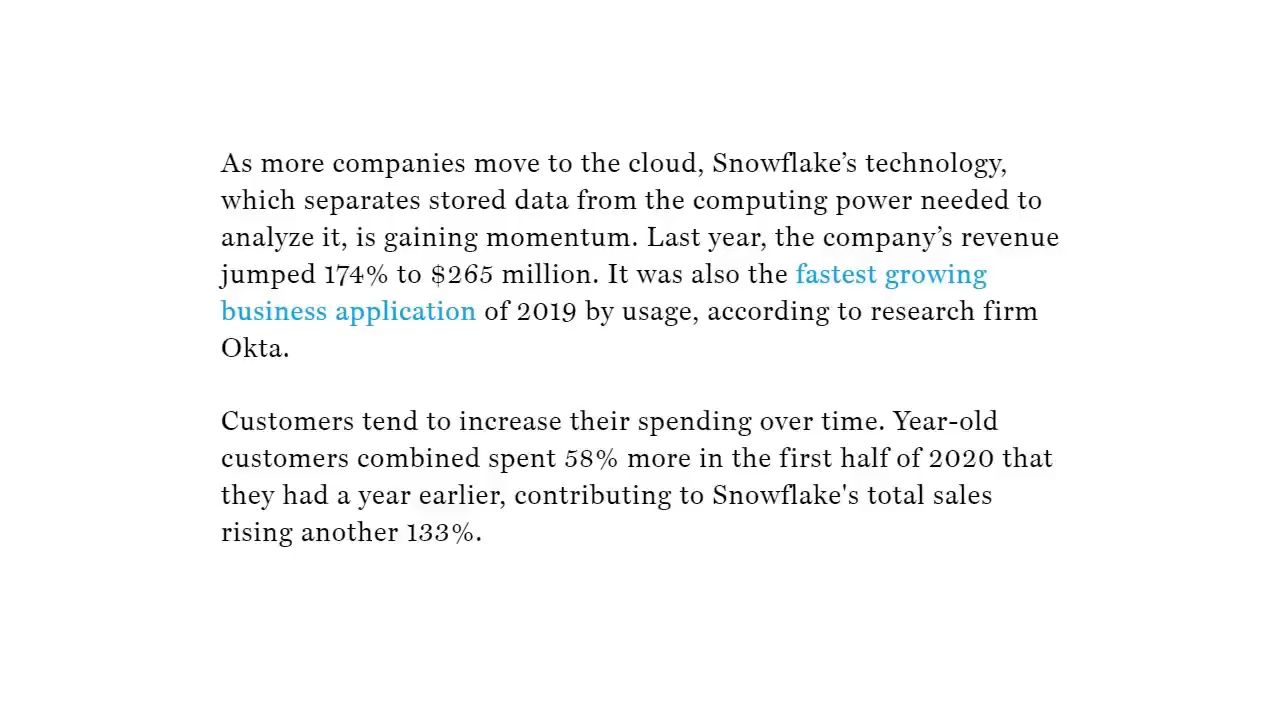 As more companies move to the cloud, Snowflake’s technology,
which separates stored data from the computing power needed to
analyze it, is gaining momentum. Last year, the company’s revenue
jumped 174% to $265 million. It was also the fastest growing
business application of 2019 by usage, according to research firm
Okta.
Customers tend to increase their spending over time. Year-old
customers combined spent 58% more in the first half of 2020 that
they had a year earlier, contributing to Snowflake's total sales
rising another 133%.